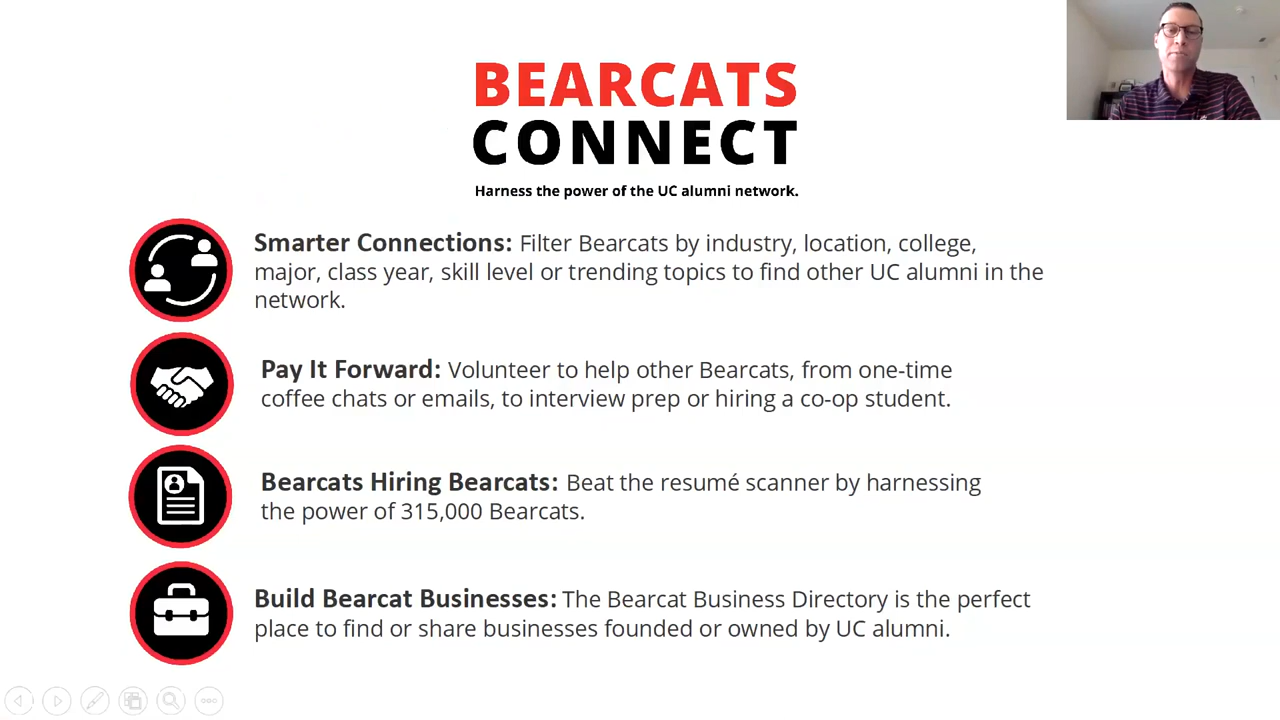 BEARCATS
CONNECT
Harness the power of the UC alumni network.
Smarter Connections: Filter Bearcats by industry, location, college,
major, class year, skill level or trending topics to find other UC alumni in the
network.
Pay It Forward: Volunteer to help other Bearcats, from one-time
coffee chats or emails, to interview prep or hiring a co-op student.
Bearcats Hiring Bearcats: Beat the resumé scanner by harnessing
the power of 315,000 Bearcats.
Build Bearcat Businesses: The Bearcat Business Directory is the perfect
place to find or share businesses founded or owned by UC alumni.